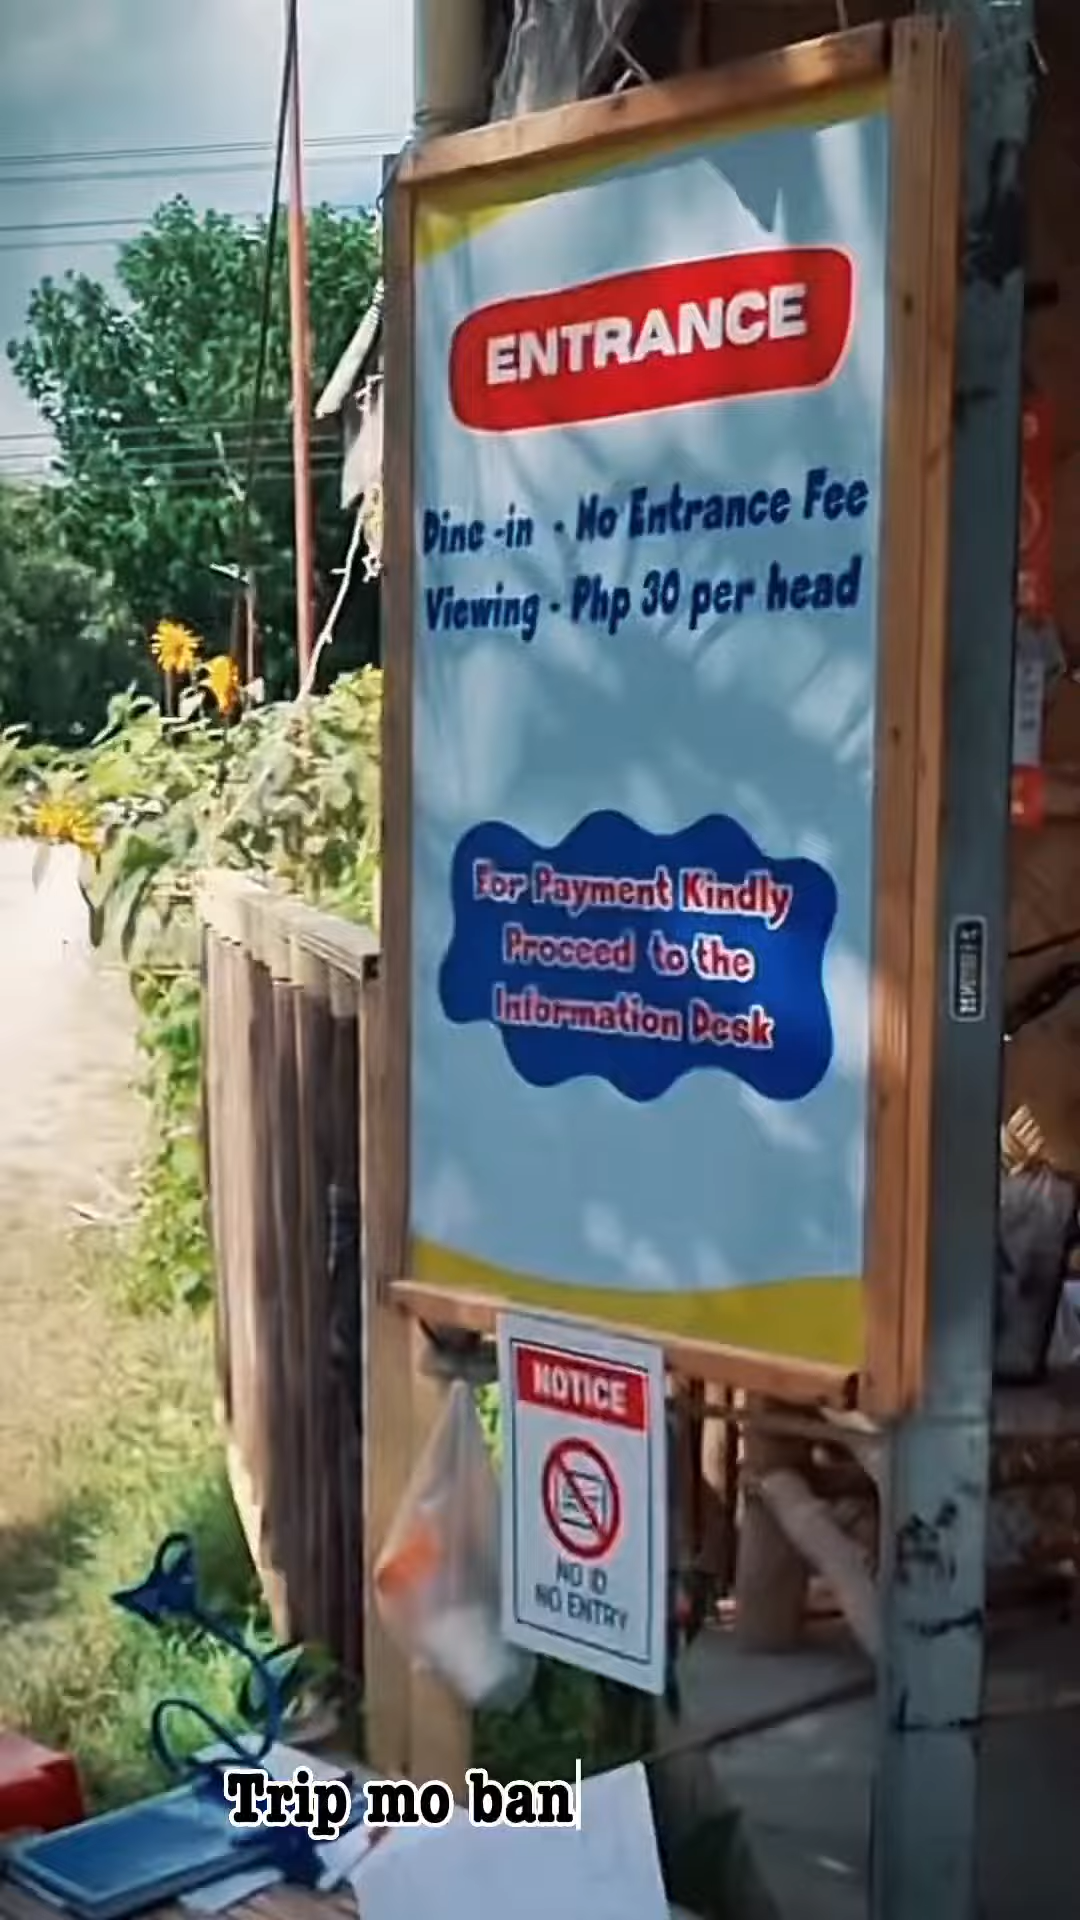 ENTRANCE
Dine -in - No Entrance Fee
Viewing - Php 30 per head
For Payment Kindly
Proceed to the
Information Desk
NOTICE
NO ID
NO ENTRY
Trip mo ban